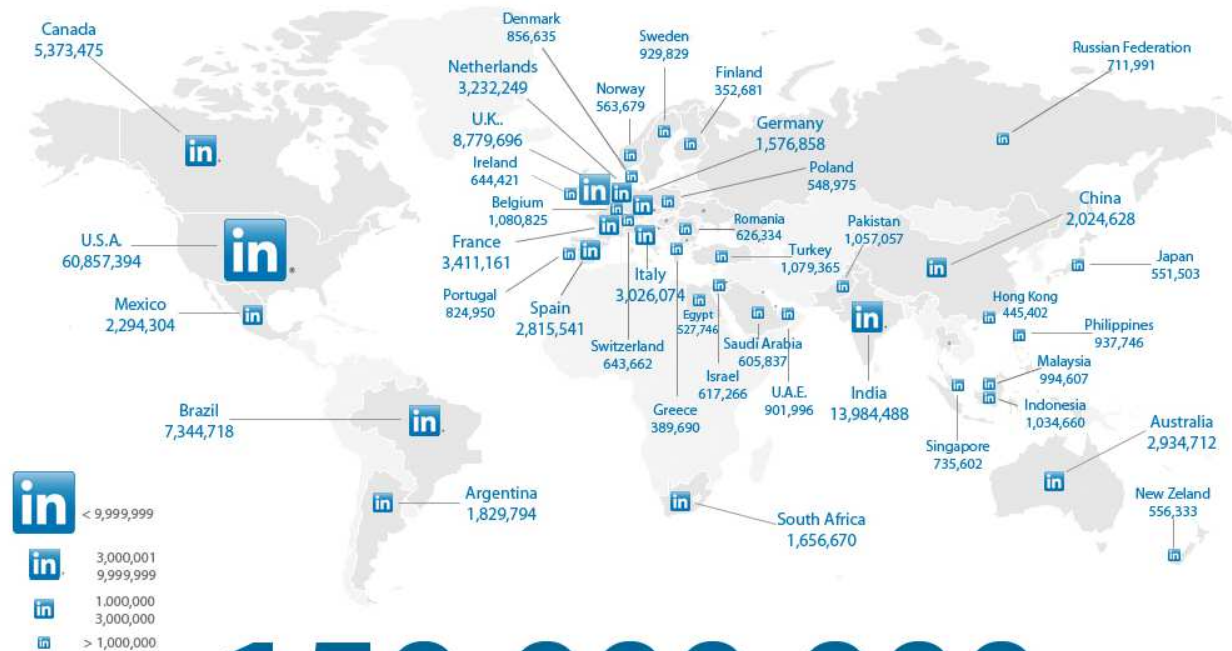 Canada
5,373,475
Denmark
856,635
Sweden
929,829
Russian Federation
711,991
Netherlands
3,232,249
Norway
563,679
Finland
352,681
U.K..
8,779,696
Germany
1,576,858
Ireland
644,421
Poland
548,975
Belgium
1,080,825
China
2,024,628
Romania
626,334
Pakistan
1,057,057
U.S.A.
60,857,394
France
3,411,161
Turkey
1,079,365
Japan
551,503
Italy
3,026,074
Mexico
2,294,304
Portugal
824,950
Spain
2,815,541
Egypt
527,746
Hong Kong
445,402
Philippines
937,746
Switzerland
643,662
Saudi Arabia
605,837
Malaysia
994,607
Israel
617,266
U.A.E.
901,996
India
13,984,488
Indonesia
1,034,660
Brazil
7,344,718
Greece
389,690
Singapore
735,602
Australia
2,934,712
Argentina
1,829,794
South Africa
1,656,670
New Zeland
556,333
in
< 9,999,999
in
3,000,001
9,999,999
in
1.000,000
3,000,000
in
> 1,000,000